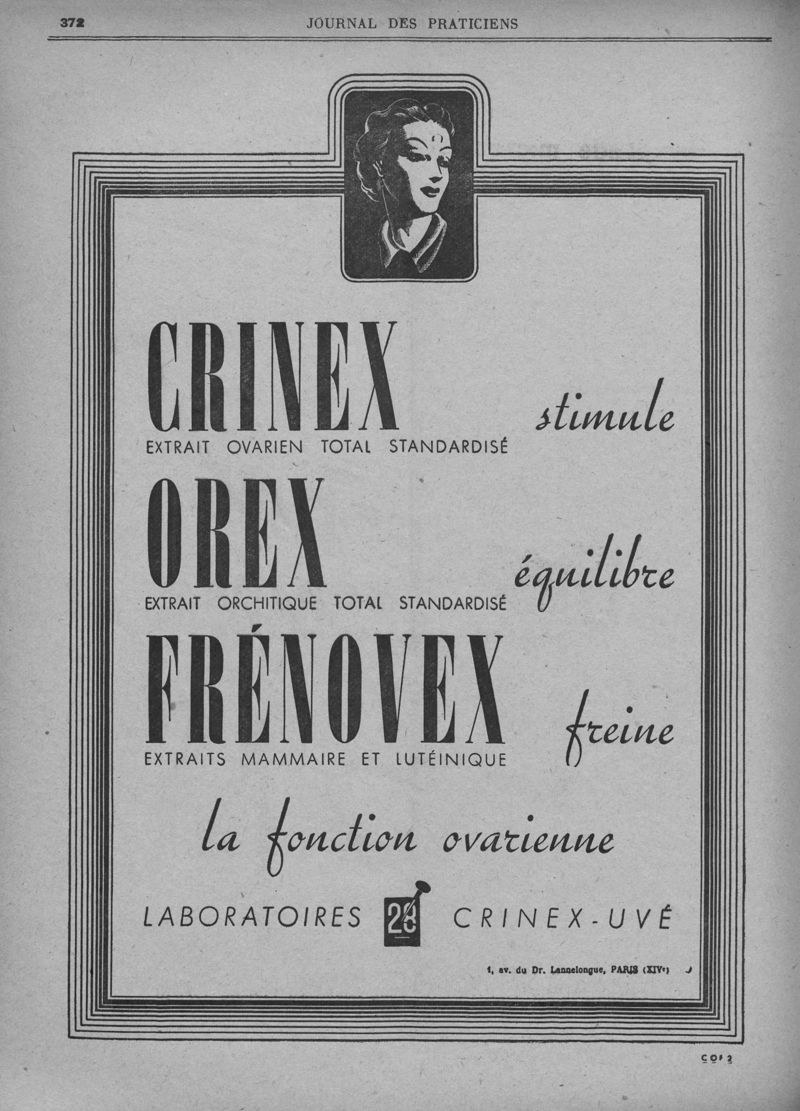 372
JOURNAL DES PRATICIENS
CRINEX
stimule
EXTRAIT OVARIEN TOTAL STANDARDISÉ
OREX
équilibre
EXTRAIT ORCHITIQUE TOTAL STANDARDISÉ
FRÉNOVEX
freine
EXTRAITS MAMMAIRE ET LUTÉINIQUE
la fonction ovarienne
LABORATOIRES 28 CRINEX-UVÉ
1, av. du Dr. Lannelongue, PARIS (XIVe)